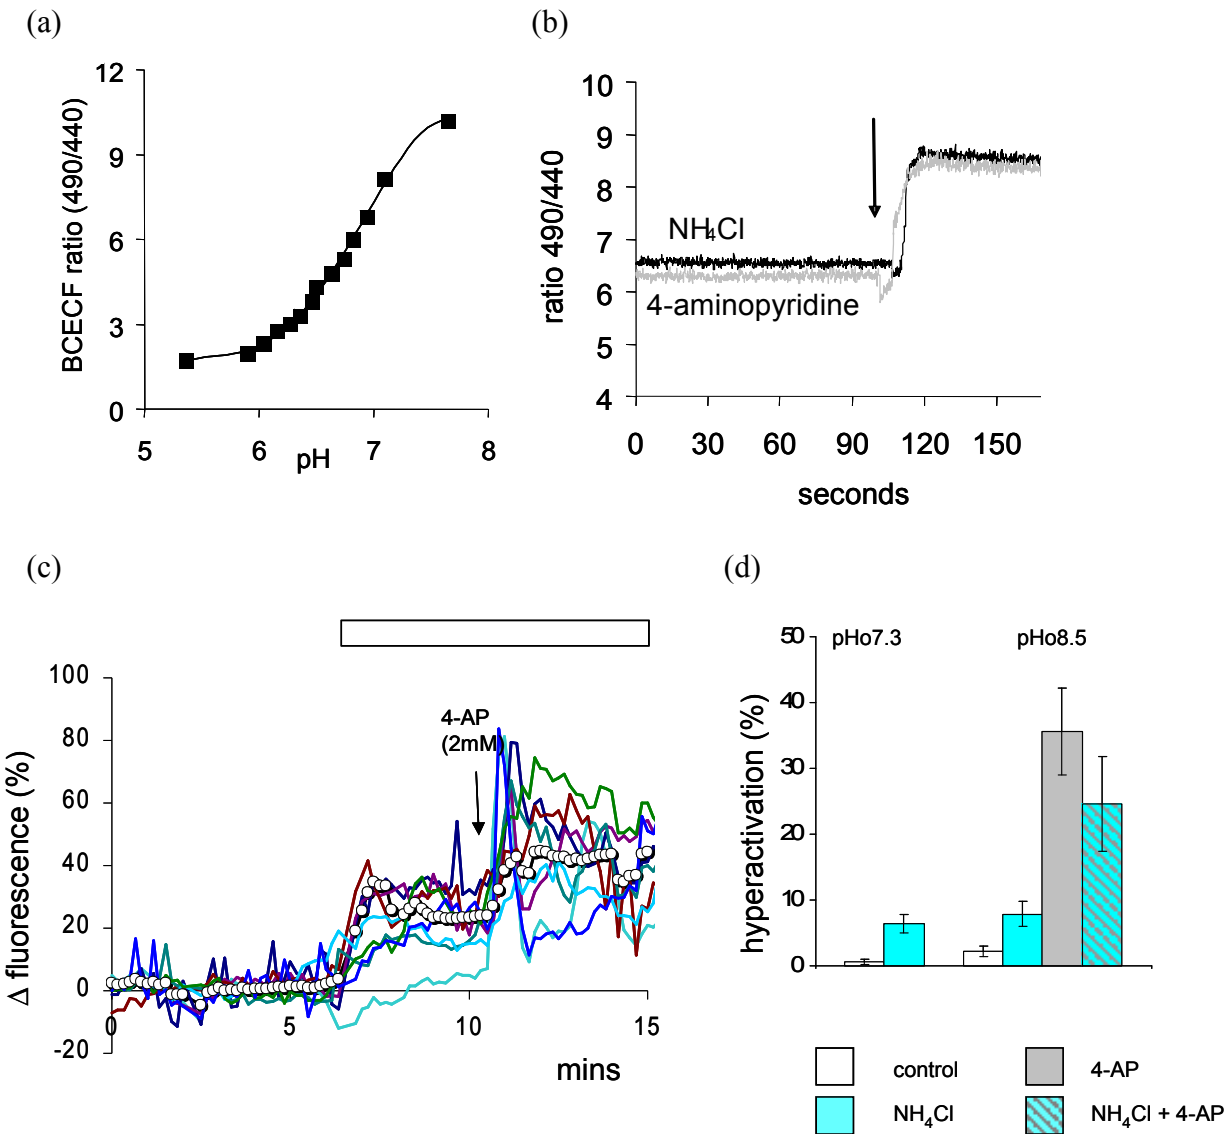 (a)
BCECF ratio (490/440)
12
9
6
3
0
5 6 7 8
pH
(b)
ratio 490/440
10
9
8
7
6
5
4
NH4Cl
4-aminopyridine
0 30 60 90 120 150
seconds
(c)
Δ fluorescence (%)
100
80
60
40
20
0
-20
4-AP
(2mM)
0 5 10 15
mins
(d)
hyperactivation (%)
50
40
30
20
10
0
pHo7.3 pHo8.5
control 4-AP
NH4Cl NH4Cl + 4-AP